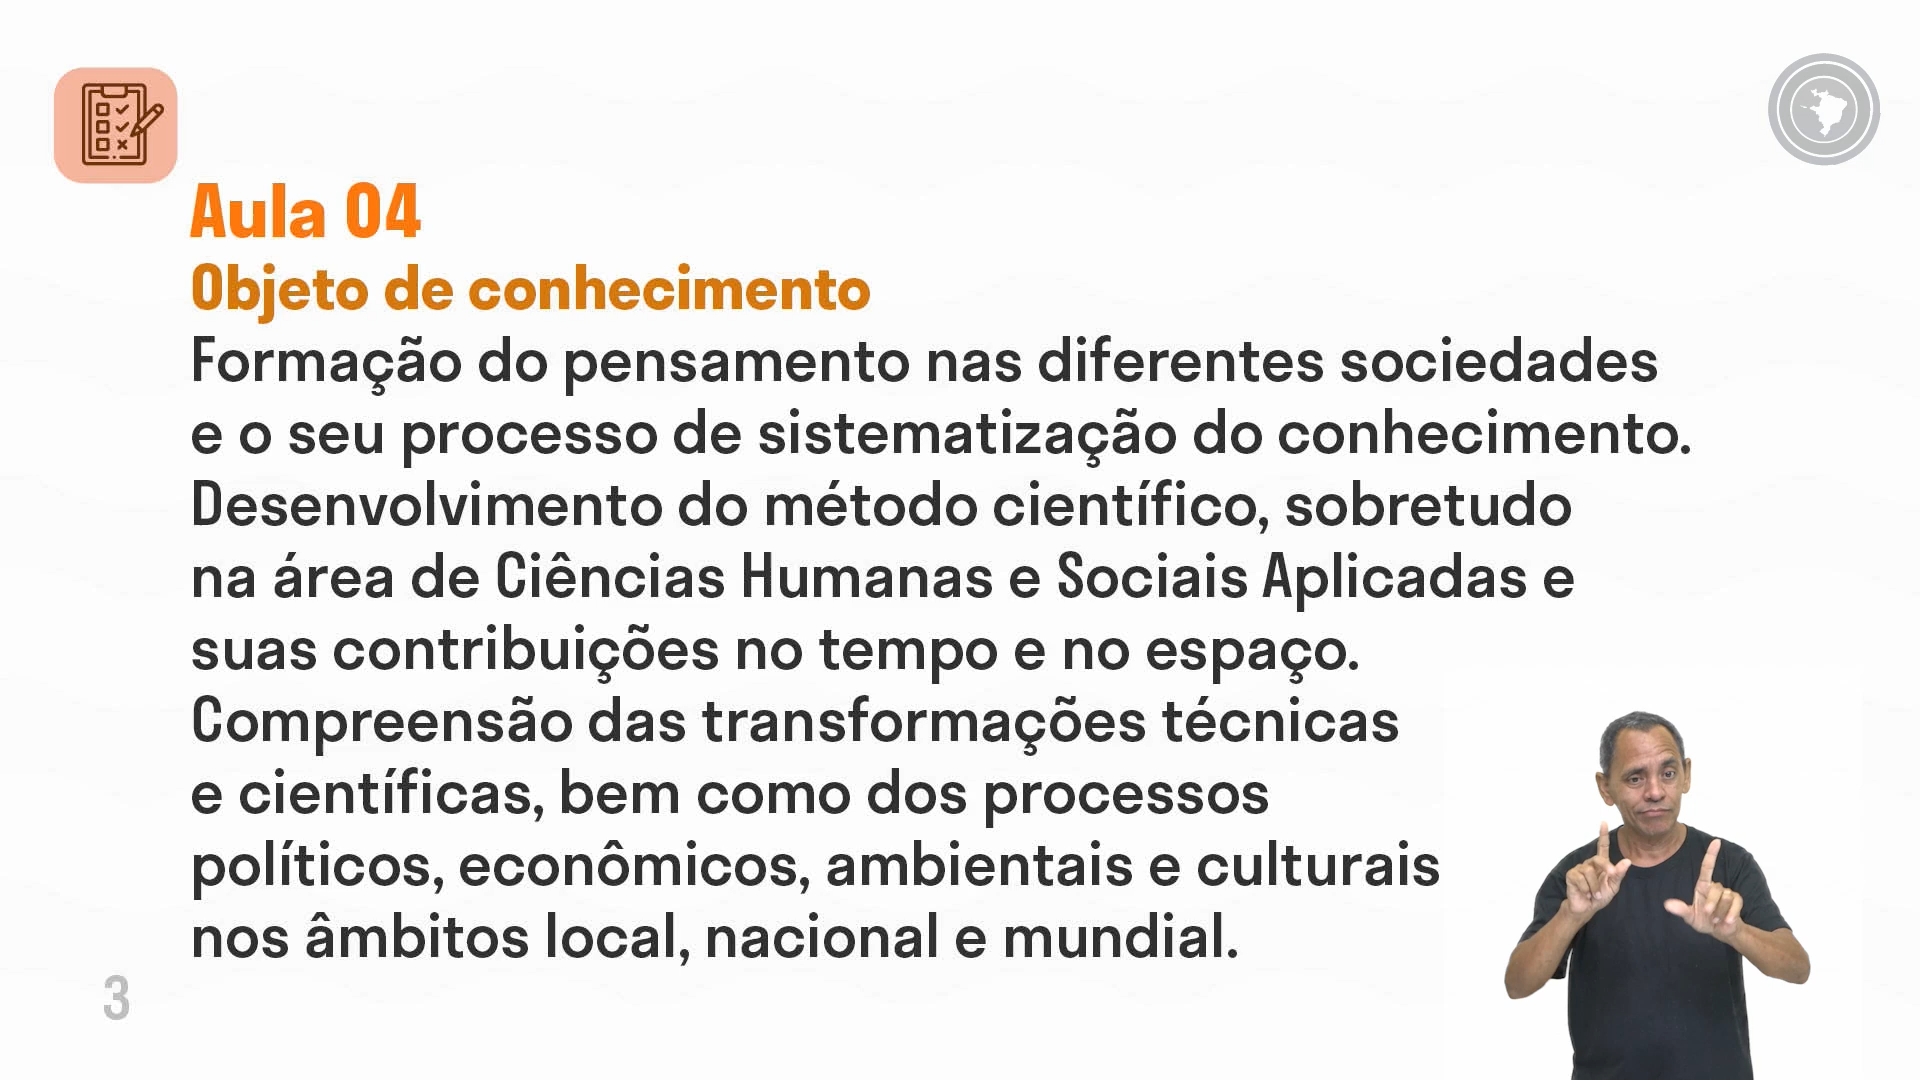 Aula 04
Objeto de conhecimento
Formação do pensamento nas diferentes sociedades
e o seu processo de sistematização do conhecimento.
Desenvolvimento do método científico, sobretudo
na área de Ciências Humanas e Sociais Aplicadas e
suas contribuições no tempo e no espaço.
Compreensão das transformações técnicas
e científicas, bem como dos processos
políticos, econômicos, ambientais e culturais
nos âmbitos local, nacional e mundial.
3